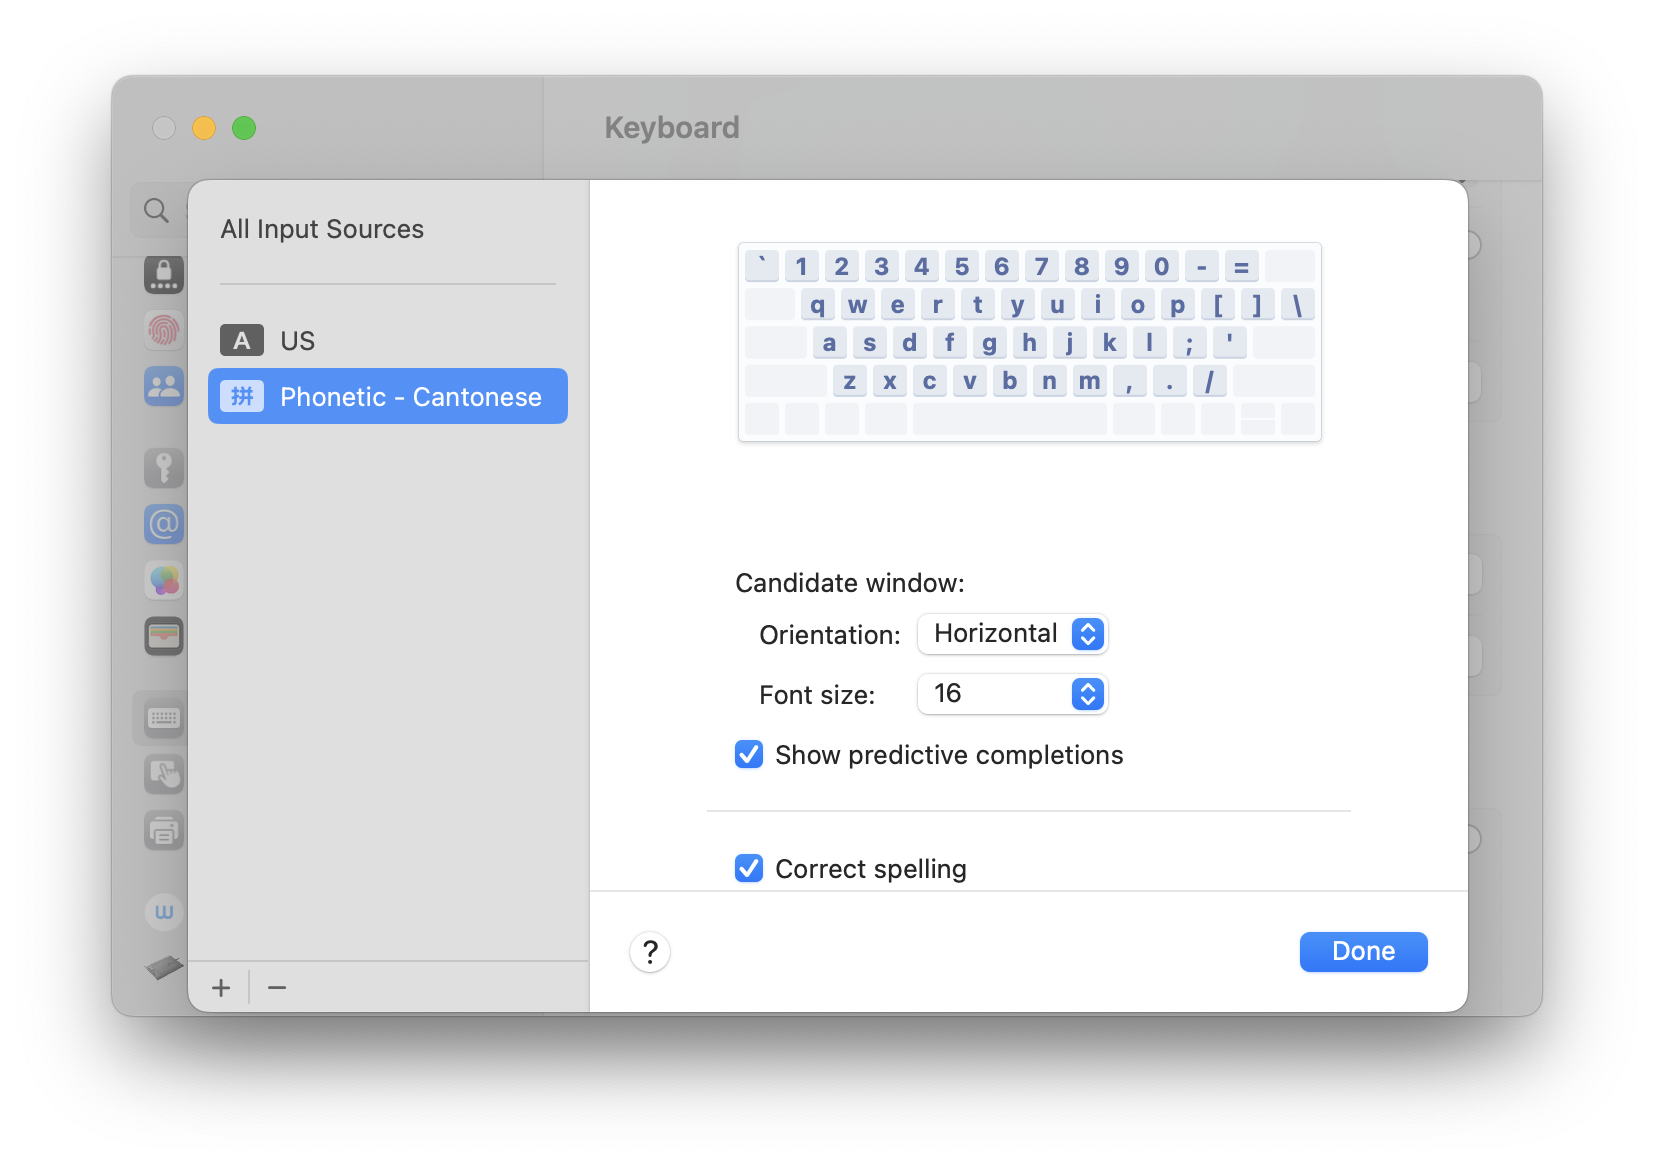 Keyboard
All Input Sources
A US
拼 Phonetic - Cantonese
` 1 2 3 4 5 6 7 8 9 0 - =
q w e r t y u i o p [ ] \
a s d f g h j k l ; '
z x c v b n m , . /
Candidate window:
Orientation: Horizontal
Font size: 16
Show predictive completions
Correct spelling
@
w
+ −
? Done